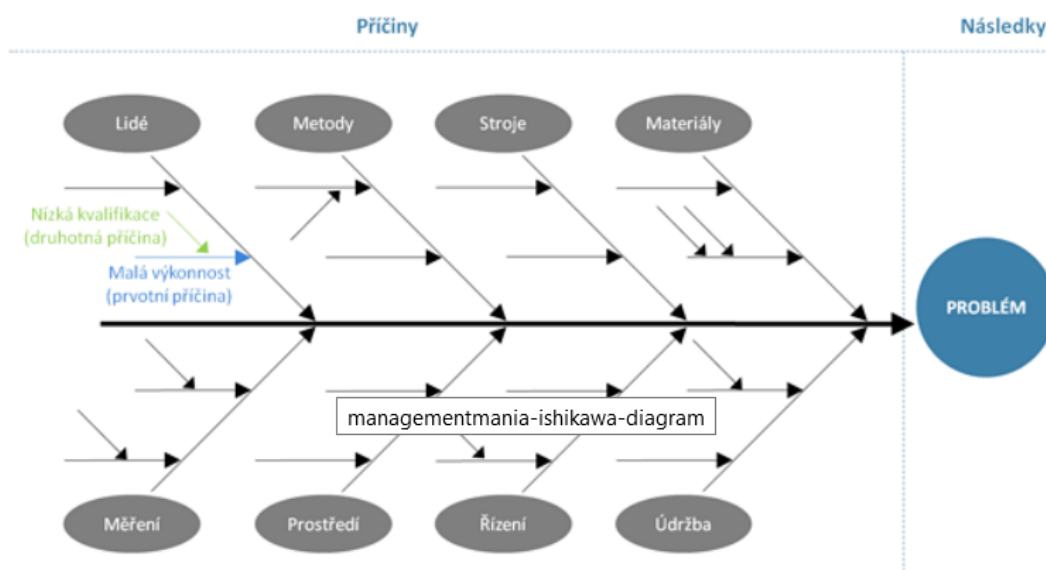 Příčiny
Následky
Lidé
Metody
Stroje
Materiály
Nízká kvalifikace
(druhotná příčina)
Malá výkonnost
(prvotní příčina)
PROBLÉM
managementmania-ishikawa-diagram
Měření
Prostředí
Řízení
Údržba